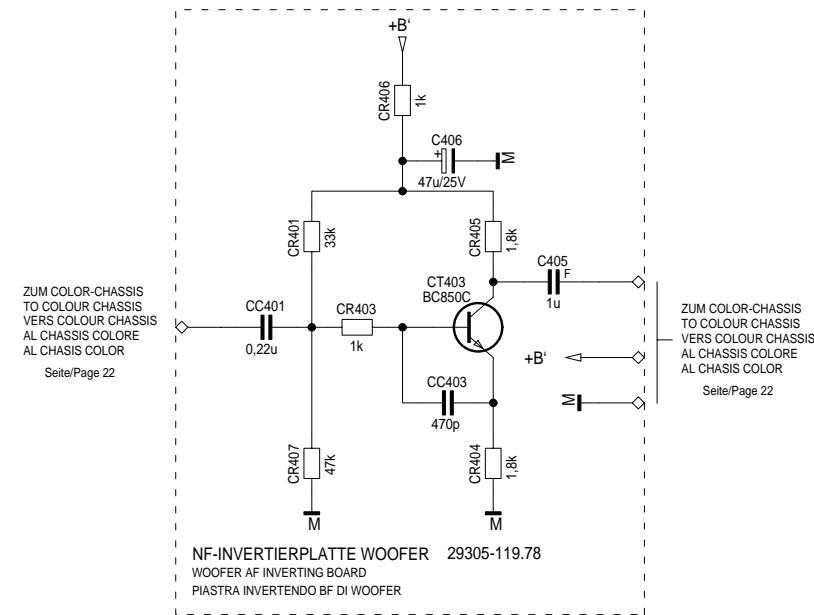 +B'
CR406
1k
C406
+
47u/25V
M
CR401
33k
CR405
1,8k
C405
F
1u
CT403
BC850C
ZUM COLOR-CHASSIS
TO COLOUR CHASSIS
VERS COLOUR CHASSIS
AL CHASSIS COLORE
AL CHASIS COLOR
Seite/Page 22
CC401
0,22u
CR403
1k
ZUM COLOR-CHASSIS
TO COLOUR CHASSIS
VERS COLOUR CHASSIS
AL CHASSIS COLORE
AL CHASIS COLOR
Seite/Page 22
+B'
M
CC403
470p
CR407
47k
CR404
1,8k
M
M
NF-INVERTIERPLATTE WOOFER 29305-119.78
WOOFER AF INVERTING BOARD
PIASTRA INVERTENDO BF DI WOOFER